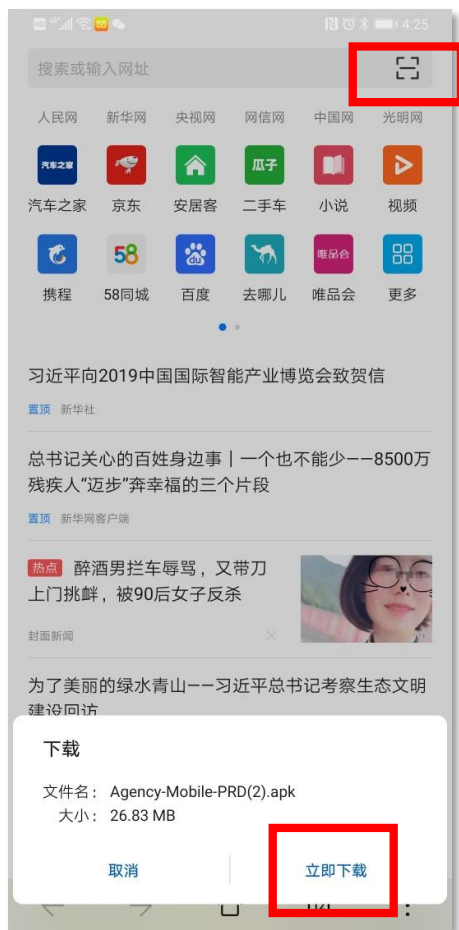 HD 4G 4:25
搜索或输入网址
人民网 新华网 央视网 网信网 中国网 光明网
汽车之家 瓜子 唯品会
58 du
汽车之家 京东 安居客 二手车 小说 视频
携程 58同城 百度 去哪儿 唯品会 更多
习近平向2019中国国际智能产业博览会致贺信
置顶 新华社
总书记关心的百姓身边事丨一个也不能少——8500万
残疾人“迈步”奔幸福的三个片段
置顶 新华网客户端
热点 醉酒男拦车辱骂，又带刀
上门挑衅，被90后女子反杀
封面新闻
为了美丽的绿水青山——习近平总书记考察生态文明
建设回访
下载
文件名： Agency-Mobile-PRD(2).apk
大小： 26.83 MB
取消 立即下载